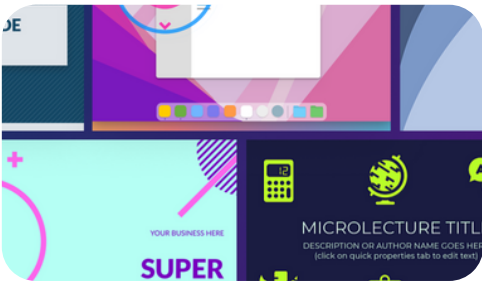 DE
12
YOUR BUSINESS HERE
SUPER
MICROLECTURE TITL
DESCRIPTION OR AUTHOR NAME GOES HER
(click on quick properties tab to edit text)
A